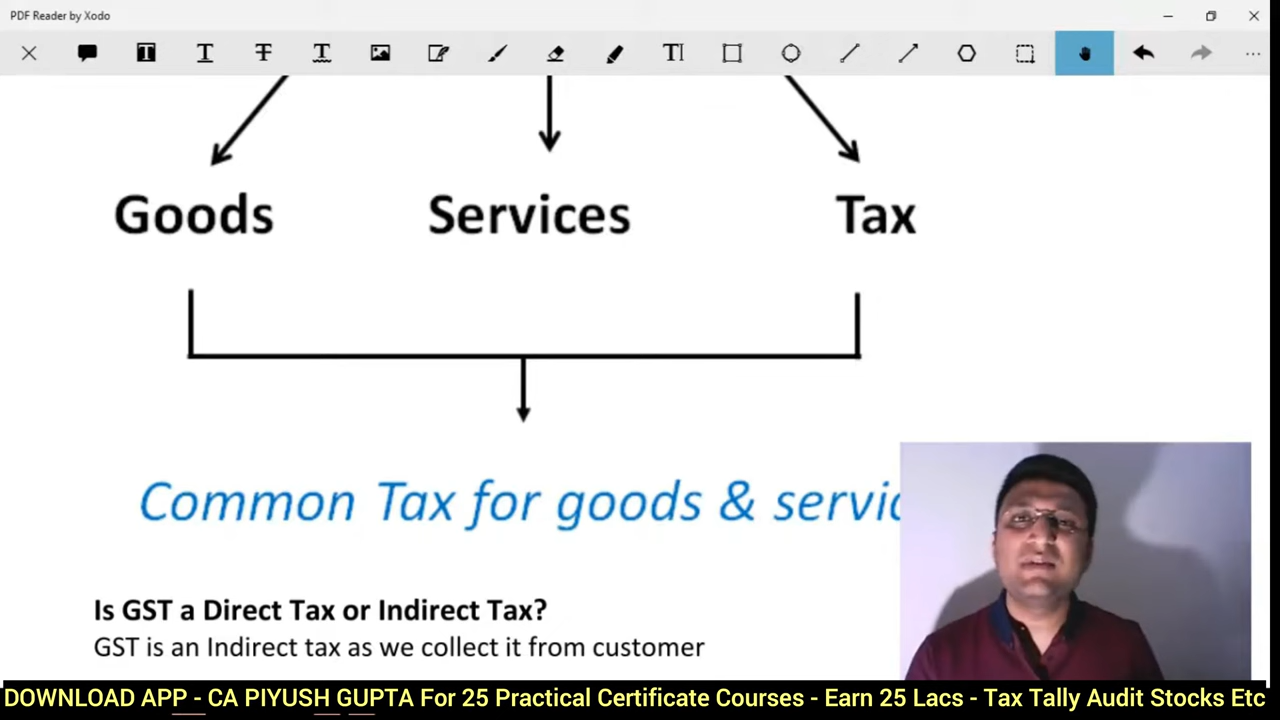 PDF Reader by Xodo
Goods Services Tax
Common Tax for goods &
Is GST a Direct Tax or Indirect Tax?
GST is an Indirect tax as we collect it from customer
DOWNLOAD APP - CA PIYUSH GUPTA For 25 Practical Certificate Courses - Earn 25 Lacs - Tax Tally Audit Stocks Etc